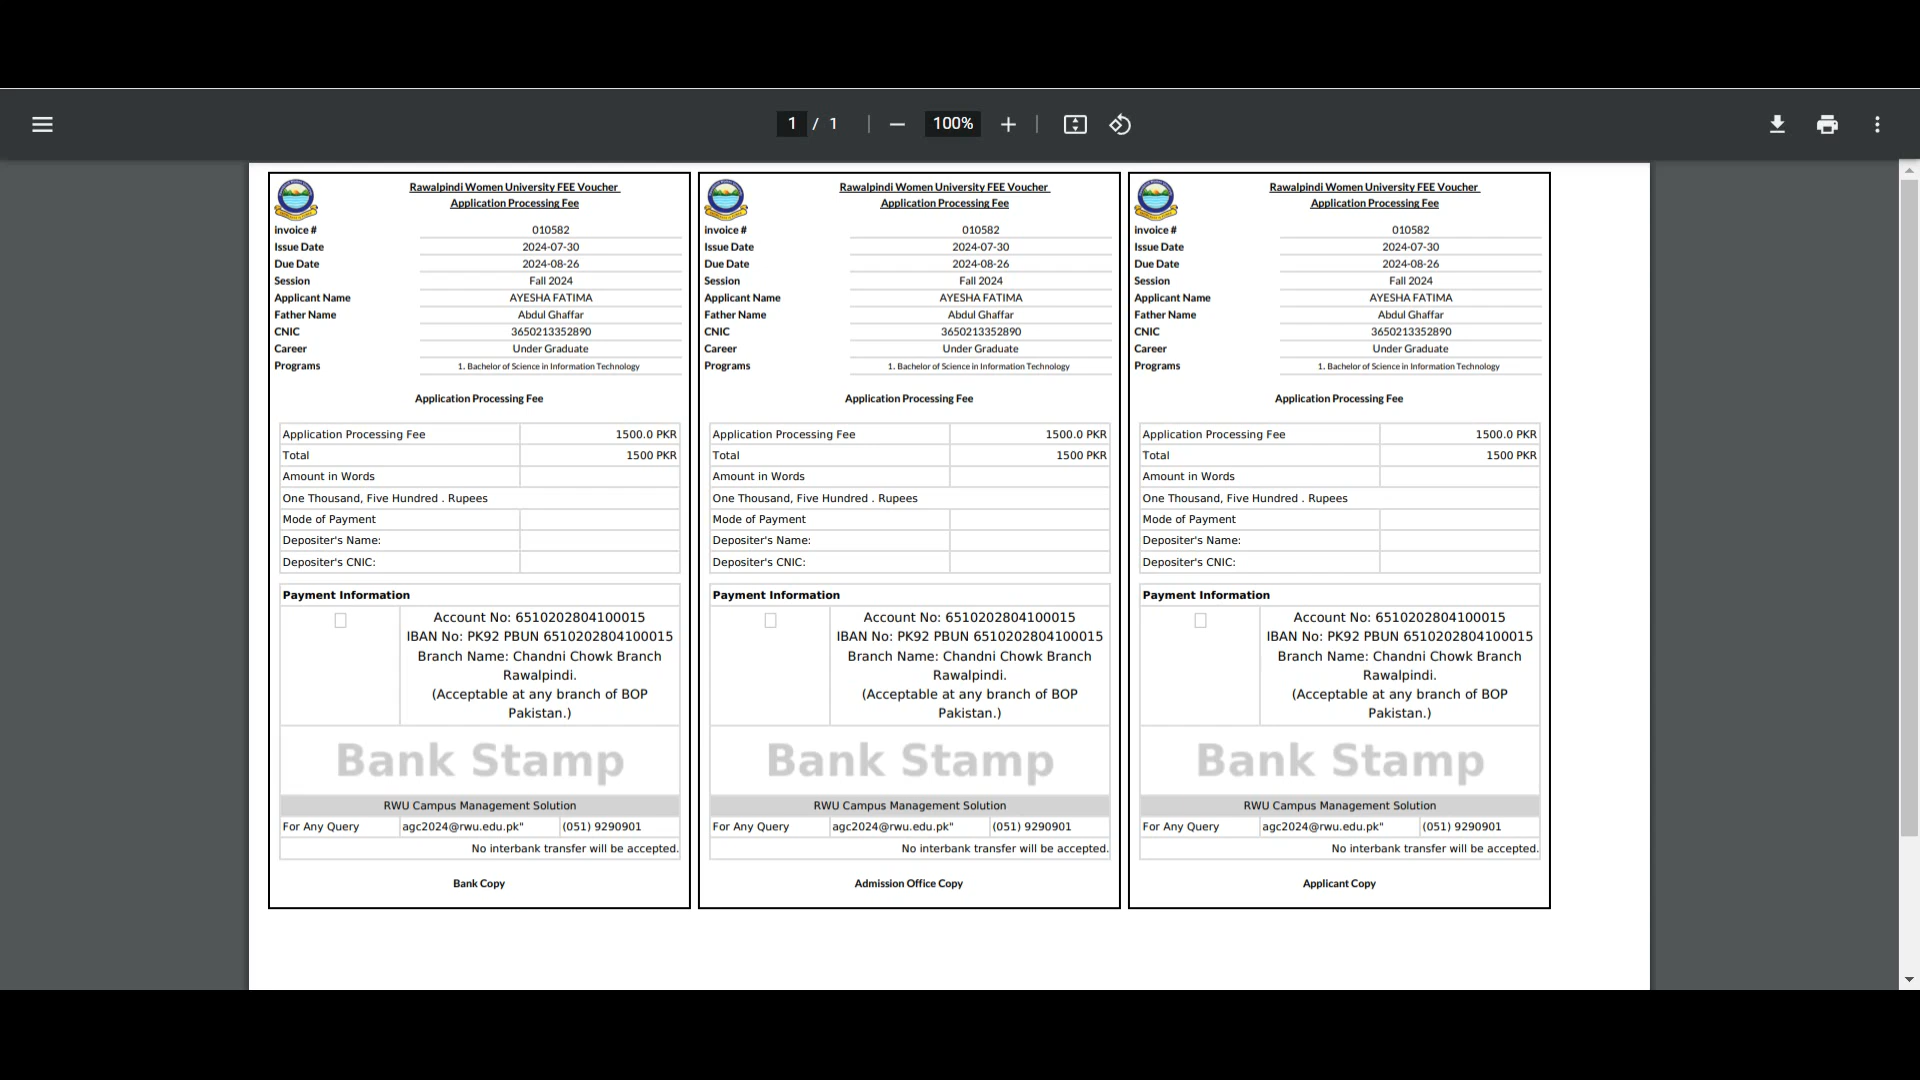 1 / 1
100%
Rawalpindi Women University FEE Voucher
Application Processing Fee
invoice # 010582
Issue Date 2024-07-30
Due Date 2024-08-26
Session Fall 2024
Applicant Name AYESHA FATIMA
Father Name Abdul Ghaffar
CNIC 3650213352890
Career Under Graduate
Programs 1. Bachelor of Science in Information Technology
Application Processing Fee
Application Processing Fee 1500.0 PKR
Total 1500 PKR
Amount in Words
One Thousand, Five Hundred . Rupees
Mode of Payment
Depositer's Name:
Depositer's CNIC:
Payment Information
Account No: 6510202804100015
IBAN No: PK92 PBUN 6510202804100015
Branch Name: Chandni Chowk Branch
Rawalpindi.
(Acceptable at any branch of BOP
Pakistan.)
Bank Stamp
RWU Campus Management Solution
For Any Query agc2024@rwu.edu.pk" (051) 9290901
No interbank transfer will be accepted.
Bank Copy
Rawalpindi Women University FEE Voucher
Application Processing Fee
invoice # 010582
Issue Date 2024-07-30
Due Date 2024-08-26
Session Fall 2024
Applicant Name AYESHA FATIMA
Father Name Abdul Ghaffar
CNIC 3650213352890
Career Under Graduate
Programs 1. Bachelor of Science in Information Technology
Application Processing Fee
Application Processing Fee 1500.0 PKR
Total 1500 PKR
Amount in Words
One Thousand, Five Hundred . Rupees
Mode of Payment
Depositer's Name:
Depositer's CNIC:
Payment Information
Account No: 6510202804100015
IBAN No: PK92 PBUN 6510202804100015
Branch Name: Chandni Chowk Branch
Rawalpindi.
(Acceptable at any branch of BOP
Pakistan.)
Bank Stamp
RWU Campus Management Solution
For Any Query agc2024@rwu.edu.pk" (051) 9290901
No interbank transfer will be accepted.
Admission Office Copy
Rawalpindi Women University FEE Voucher
Application Processing Fee
invoice # 010582
Issue Date 2024-07-30
Due Date 2024-08-26
Session Fall 2024
Applicant Name AYESHA FATIMA
Father Name Abdul Ghaffar
CNIC 3650213352890
Career Under Graduate
Programs 1. Bachelor of Science in Information Technology
Application Processing Fee
Application Processing Fee 1500.0 PKR
Total 1500 PKR
Amount in Words
One Thousand, Five Hundred . Rupees
Mode of Payment
Depositer's Name:
Depositer's CNIC:
Payment Information
Account No: 6510202804100015
IBAN No: PK92 PBUN 6510202804100015
Branch Name: Chandni Chowk Branch
Rawalpindi.
(Acceptable at any branch of BOP
Pakistan.)
Bank Stamp
RWU Campus Management Solution
For Any Query agc2024@rwu.edu.pk" (051) 9290901
No interbank transfer will be accepted.
Applicant Copy